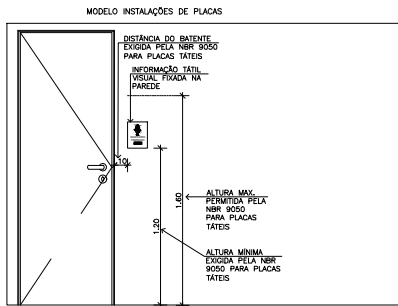 MODELO INSTALAÇÕES DE PLACAS
DISTÂNCIA DO BATENTE
EXIGIDA PELA NBR 9050
PARA PLACAS TÁTEIS
INFORMAÇÃO TÁTIL
VISUAL FIXADA NA
PAREDE
10
1,60
1,20
ALTURA MAX.
PERMITIDA PELA
NBR 9050
PARA PLACAS
TÁTEIS
ALTURA MÍNIMA
EXIGIDA PELA NBR
9050 PARA PLACAS
TÁTEIS